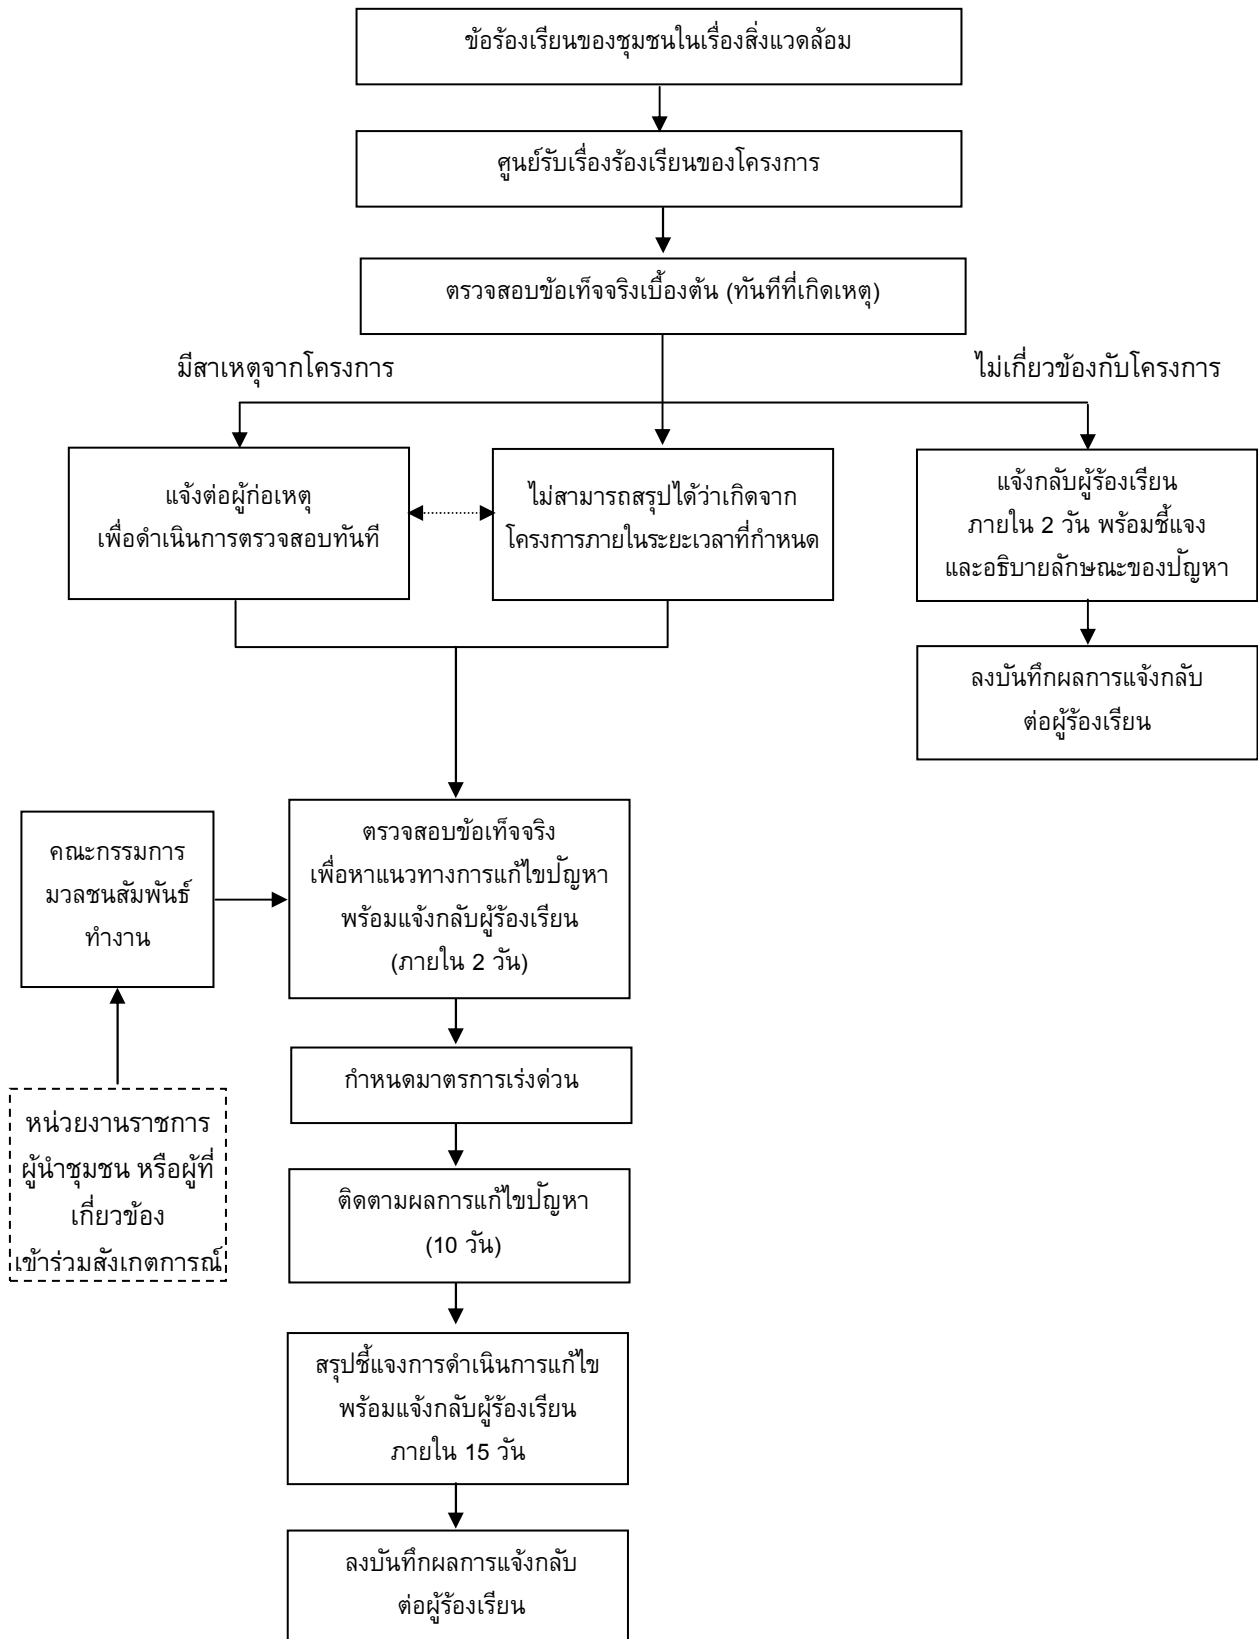 ข้อร้องเรียนของชุมชนในเรื่องสิ่งแวดล้อม
ศูนย์รับเรื่องร้องเรียนของโครงการ
ตรวจสอบข้อเท็จจริงเบื้องต้น (ทันทีที่เกิดเหตุ)
มีสาเหตุจากโครงการ
ไม่เกี่ยวข้องกับโครงการ
แจ้งต่อผู้ก่อเหตุ
เพื่อดำเนินการตรวจสอบทันที
ไม่สามารถสรุปได้ว่าเกิดจาก
โครงการภายในระยะเวลาที่กำหนด
แจ้งกลับผู้ร้องเรียน
ภายใน 2 วัน พร้อมชี้แจง
และอธิบายลักษณะของปัญหา
ลงบันทึกผลการแจ้งกลับ
ต่อผู้ร้องเรียน
คณะกรรมการ
มวลชนสัมพันธ์
ทำงาน
ตรวจสอบข้อเท็จจริง
เพื่อหาแนวทางการแก้ไขปัญหา
พร้อมแจ้งกลับผู้ร้องเรียน
(ภายใน 2 วัน)
หน่วยงานราชการ
ผู้นำชุมชน หรือผู้ที่
เกี่ยวข้อง
เข้าร่วมสังเกตการณ์
กำหนดมาตรการเร่งด่วน
ติดตามผลการแก้ไขปัญหา
(10 วัน)
สรุปชี้แจงการดำเนินการแก้ไข
พร้อมแจ้งกลับผู้ร้องเรียน
ภายใน 15 วัน
ลงบันทึกผลการแจ้งกลับ
ต่อผู้ร้องเรียน